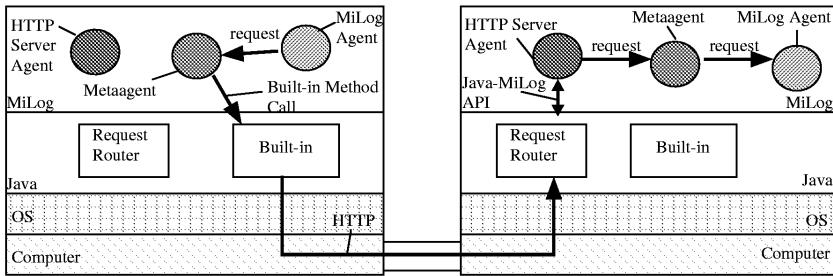 HTTP
Server
Agent
request
MiLog
Agent
Metaagent
Built-in Method
Call
MiLog
Request
Router
Built-in
Java
OS
HTTP
Computer
HTTP Server
Agent
request
Metaagent
request
MiLog Agent
Java-MiLog
API
MiLog
Request
Router
Built-in
Java
OS
Computer